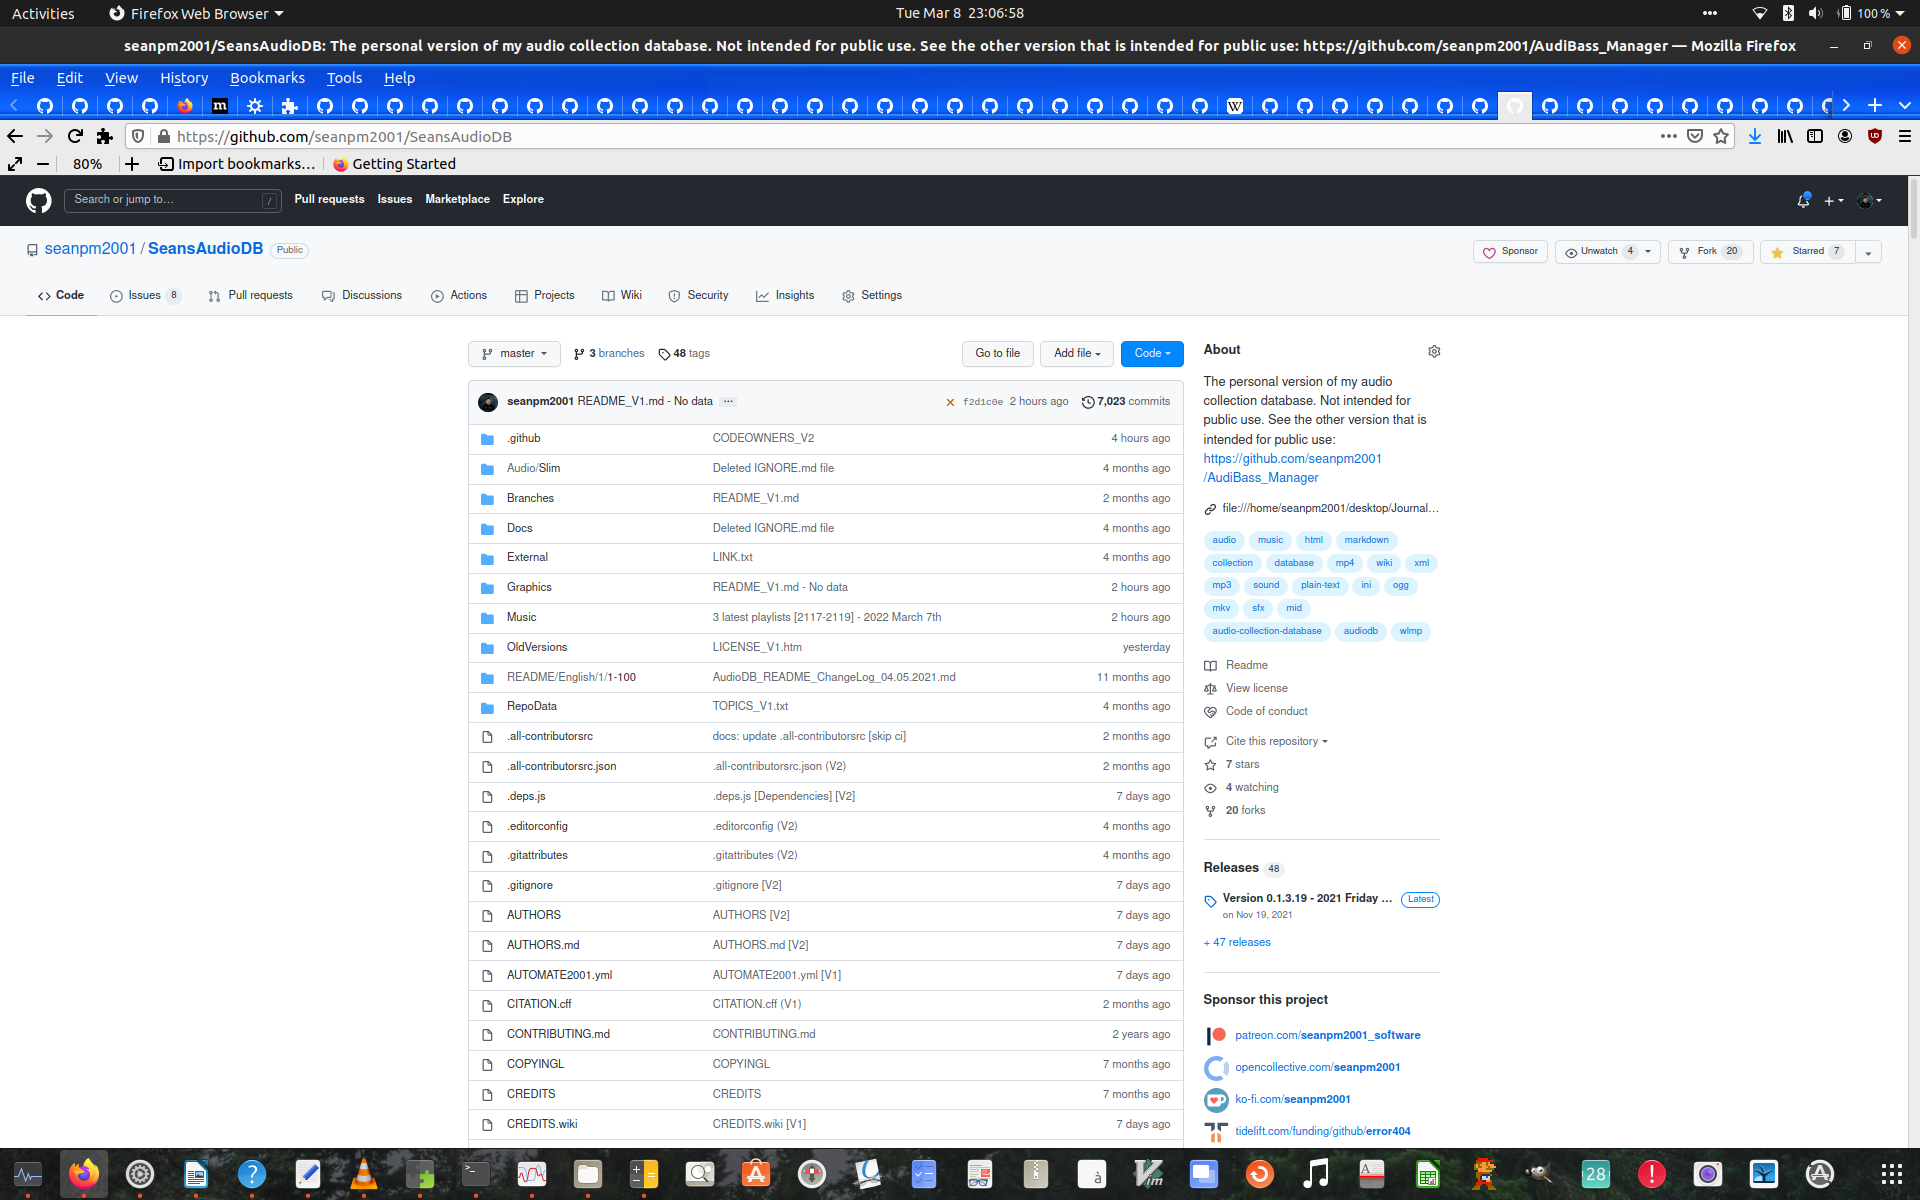 Activities
Firefox Web Browser
Tue Mar 8 23:06:58
100 %
seanpm2001/SeansAudioDB: The personal version of my audio collection database. Not intended for public use. See the other version that is intended for public use: https://github.com/seanpm2001/AudiBass_Manager — Mozilla Firefox
File Edit View History Bookmarks Tools Help
https://github.com/seanpm2001/SeansAudioDB
80%
Import bookmarks...
Getting Started
Search or jump to...
/
Pull requests Issues Marketplace Explore
seanpm2001 / SeansAudioDB Public
Sponsor
Unwatch 4
Fork 20
Starred 7
Code
Issues 8
Pull requests
Discussions
Actions
Projects
Wiki
Security
Insights
Settings
master
3 branches
48 tags
Go to file
Add file
Code
seanpm2001 README_V1.md - No data ...
f2d1c0e 2 hours ago
7,023 commits
.github CODEOWNERS_V2 4 hours ago
Audio/Slim Deleted IGNORE.md file 4 months ago
Branches README_V1.md 2 months ago
Docs Deleted IGNORE.md file 4 months ago
External LINK.txt 4 months ago
Graphics README_V1.md - No data 2 hours ago
Music 3 latest playlists [2117-2119] - 2022 March 7th 2 hours ago
OldVersions LICENSE_V1.htm yesterday
README/English/1/1-100 AudioDB_README_ChangeLog_04.05.2021.md 11 months ago
RepoData TOPICS_V1.txt 4 months ago
.all-contributorsrc docs: update .all-contributorsrc [skip ci] 2 months ago
.all-contributorsrc.json .all-contributorsrc.json (V2) 2 months ago
.deps.js .deps.js [Dependencies] [V2] 7 days ago
.editorconfig .editorconfig (V2) 4 months ago
.gitattributes .gitattributes (V2) 4 months ago
.gitignore .gitignore [V2] 7 days ago
AUTHORS AUTHORS [V2] 7 days ago
AUTHORS.md AUTHORS.md [V2] 7 days ago
AUTOMATE2001.yml AUTOMATE2001.yml [V1] 7 days ago
CITATION.cff CITATION.cff (V1) 2 months ago
CONTRIBUTING.md CONTRIBUTING.md 2 years ago
COPYINGL COPYINGL 7 months ago
CREDITS CREDITS 7 months ago
CREDITS.wiki CREDITS.wiki [V1] 7 days ago
About
The personal version of my audio
collection database. Not intended for
public use. See the other version that is
intended for public use:
https://github.com/seanpm2001
/AudiBass_Manager
file:///home/seanpm2001/desktop/Journal...
audio music html markdown
collection database mp4 wiki xml
mp3 sound plain-text ini ogg
mkv sfx mid
audio-collection-database audiodb wlmp
Readme
View license
Code of conduct
Cite this repository
7 stars
4 watching
20 forks
Releases 48
Version 0.1.3.19 - 2021 Friday ... Latest
on Nov 19, 2021
+ 47 releases
Sponsor this project
patreon.com/seanpm2001_software
opencollective.com/seanpm2001
ko-fi.com/seanpm2001
tidelift.com/funding/github/error404
28